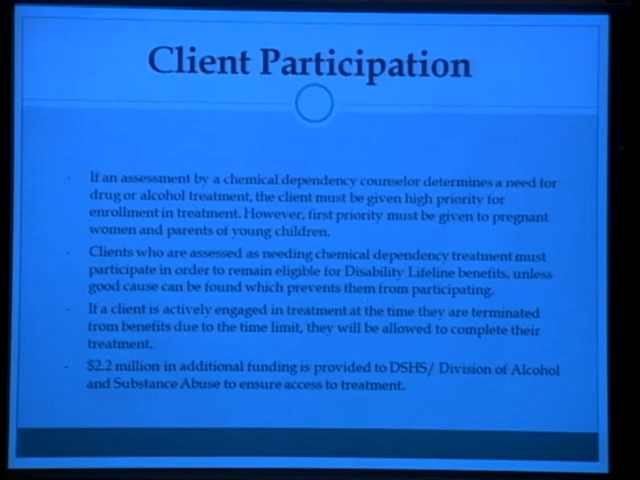 Client Participation
- If an assessment by a chemical dependency counselor determines a need for
drug or alcohol treatment, the client must be given high priority for
enrollment in treatment. However, first priority must be given to pregnant
women and parents of young children.
- Clients who are assessed as needing chemical dependency treatment must
participate in order to remain eligible for Disability Lifeline benefits, unless
good cause can be found which prevents them from participating.
- If a client is actively engaged in treatment at the time they are terminated
from benefits due to the time limit, they will be allowed to complete their
treatment.
- $2.2 million in additional funding is provided to DSHS/ Division of Alcohol
and Substance Abuse to ensure access to treatment.